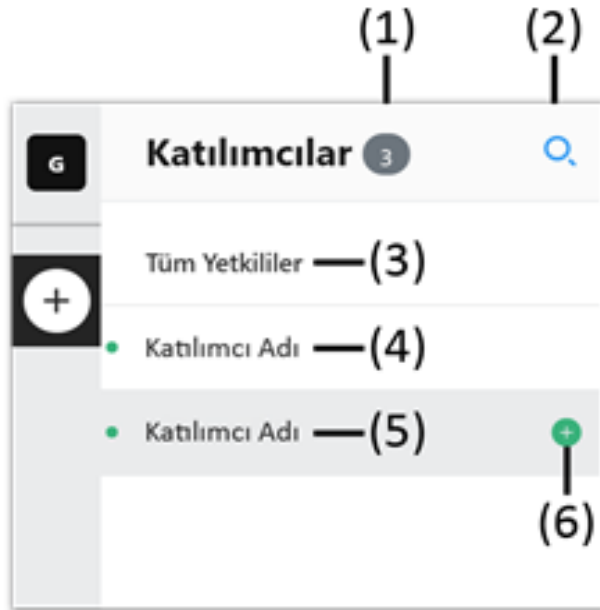 (1) (2)
G Katılımcılar 3
Tüm Yetkililer (3)
+
Katılımcı Adı (4)
Katılımcı Adı (5) +
(6)